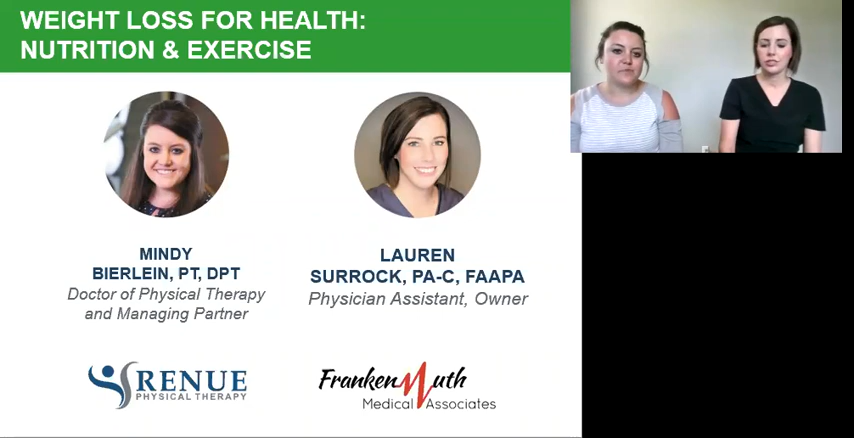 WEIGHT LOSS FOR HEALTH:
NUTRITION & EXERCISE
MINDY
BIERLEIN, PT, DPT
Doctor of Physical Therapy
and Managing Partner
LAUREN
SURROCK, PA-C, FAAPA
Physician Assistant, Owner
RENUE
PHYSICAL THERAPY
FrankenMuth
Medical Associates